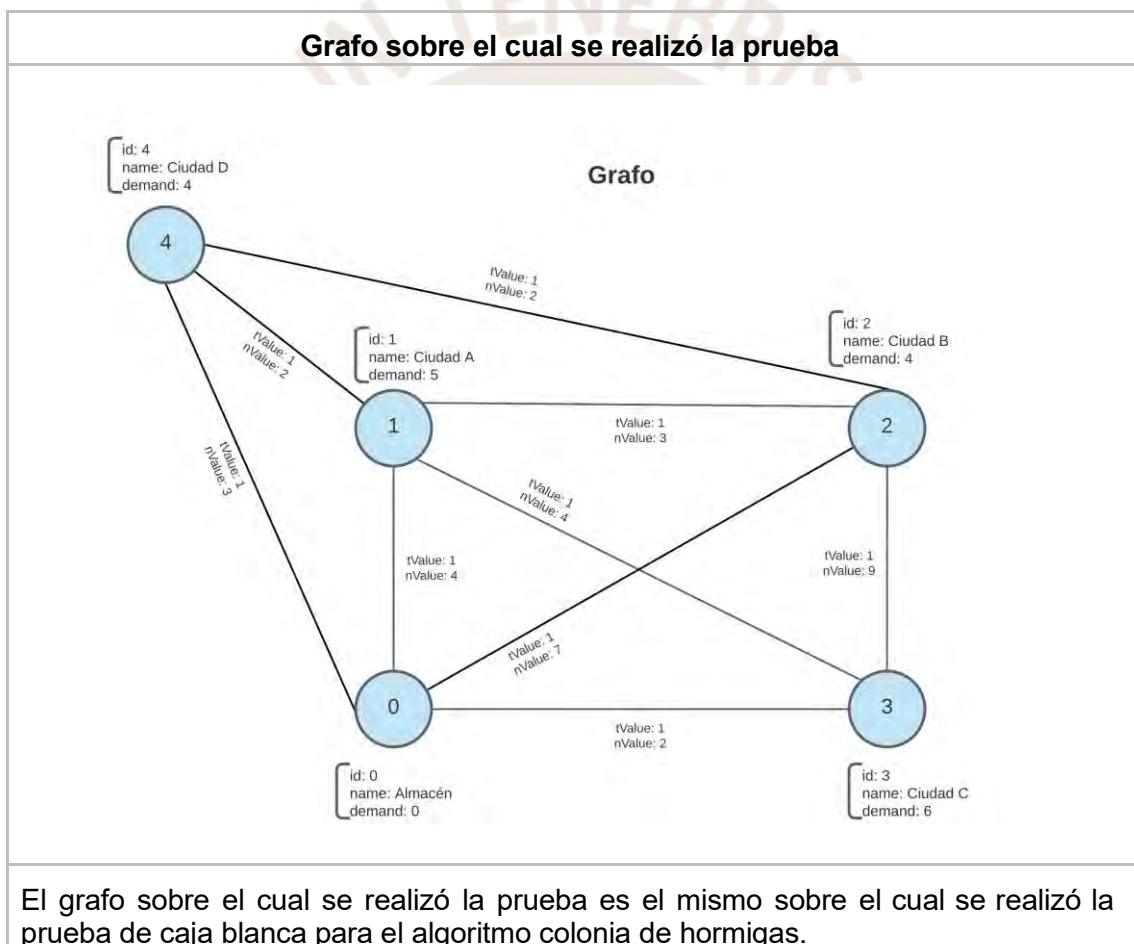 IN TENEBRIS
Grafo sobre el cual se realizó la prueba
Grafo
id: 4
name: Ciudad D
demand: 4
4
tValue: 1
nValue: 2
id: 2
name: Ciudad B
demand: 4
tValue: 1
nValue: 2
id: 1
name: Ciudad A
demand: 5
1
2
tValue: 1
nValue: 3
tValue: 1
nValue: 3
tValue: 1
nValue: 4
tValue: 1
nValue: 4
tValue: 1
nValue: 9
tValue: 1
nValue: 7
0
3
tValue: 1
nValue: 2
id: 0
name: Almacén
demand: 0
id: 3
name: Ciudad C
demand: 6
El grafo sobre el cual se realizó la prueba es el mismo sobre el cual se realizó la
prueba de caja blanca para el algoritmo colonia de hormigas.